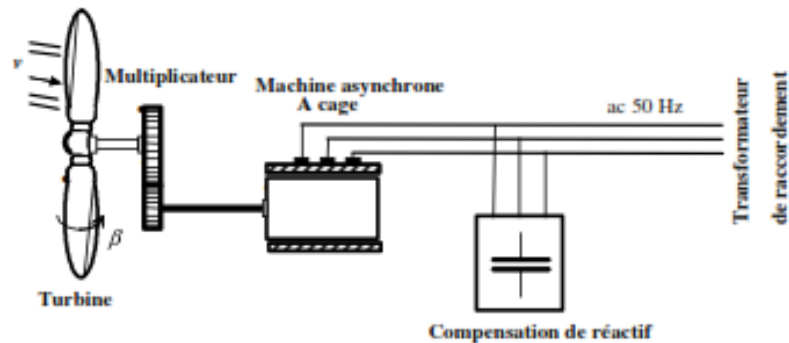 v
Multiplicateur
Machine asynchrone
A cage
ac 50 Hz
Transformateur
de raccordement
β
Turbine
Compensation de réactif